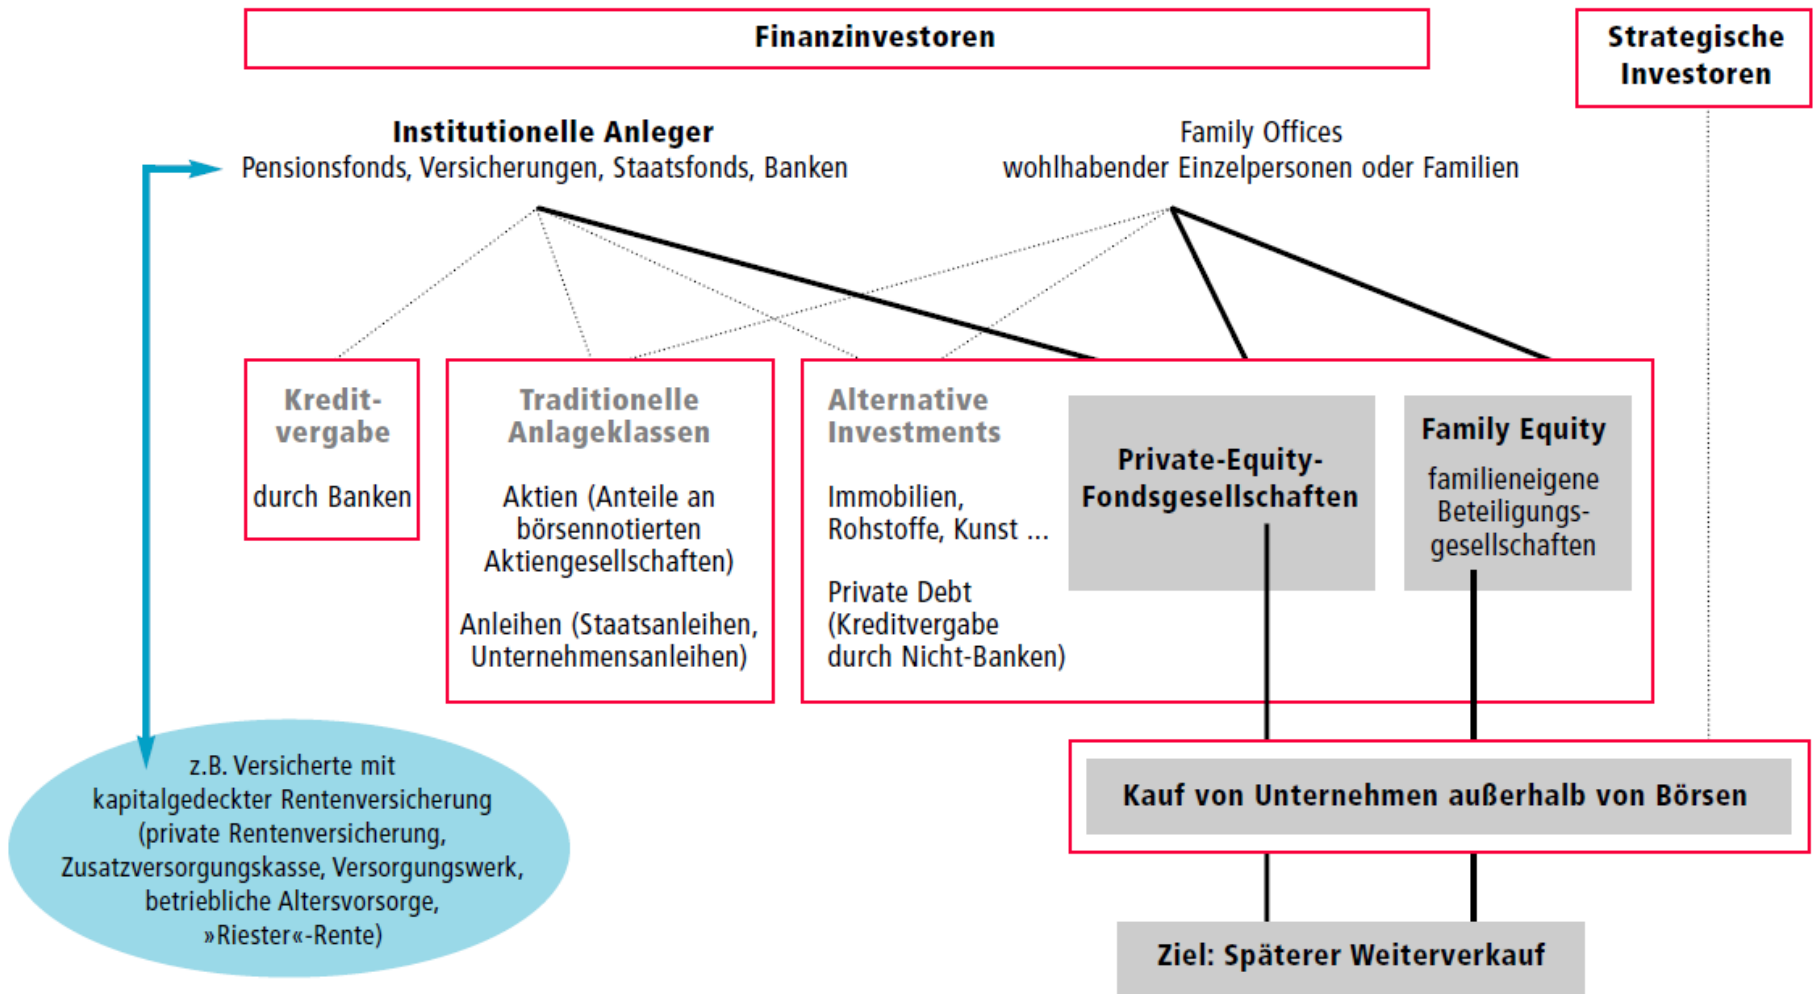 Finanzinvestoren
Strategische
Investoren
Institutionelle Anleger
Pensionsfonds, Versicherungen, Staatsfonds, Banken
Family Offices
wohlhabender Einzelpersonen oder Familien
Kredit-
vergabe
durch Banken
Traditionelle
Anlageklassen
Aktien (Anteile an
börsennotierten
Aktiengesellschaften)
Anleihen (Staatsanleihen,
Unternehmensanleihen)
Alternative
Investments
Immobilien,
Rohstoffe, Kunst ...
Private Debt
(Kreditvergabe
durch Nicht-Banken)
Private-Equity-
Fondsgesellschaften
Family Equity
familieneigene
Beteiligungs-
gesellschaften
z.B. Versicherte mit
kapitalgedeckter Rentenversicherung
(private Rentenversicherung,
Zusatzversorgungskasse, Versorgungswerk,
betriebliche Altersvorsorge,
»Riester«-Rente)
Kauf von Unternehmen außerhalb von Börsen
Ziel: Späterer Weiterverkauf